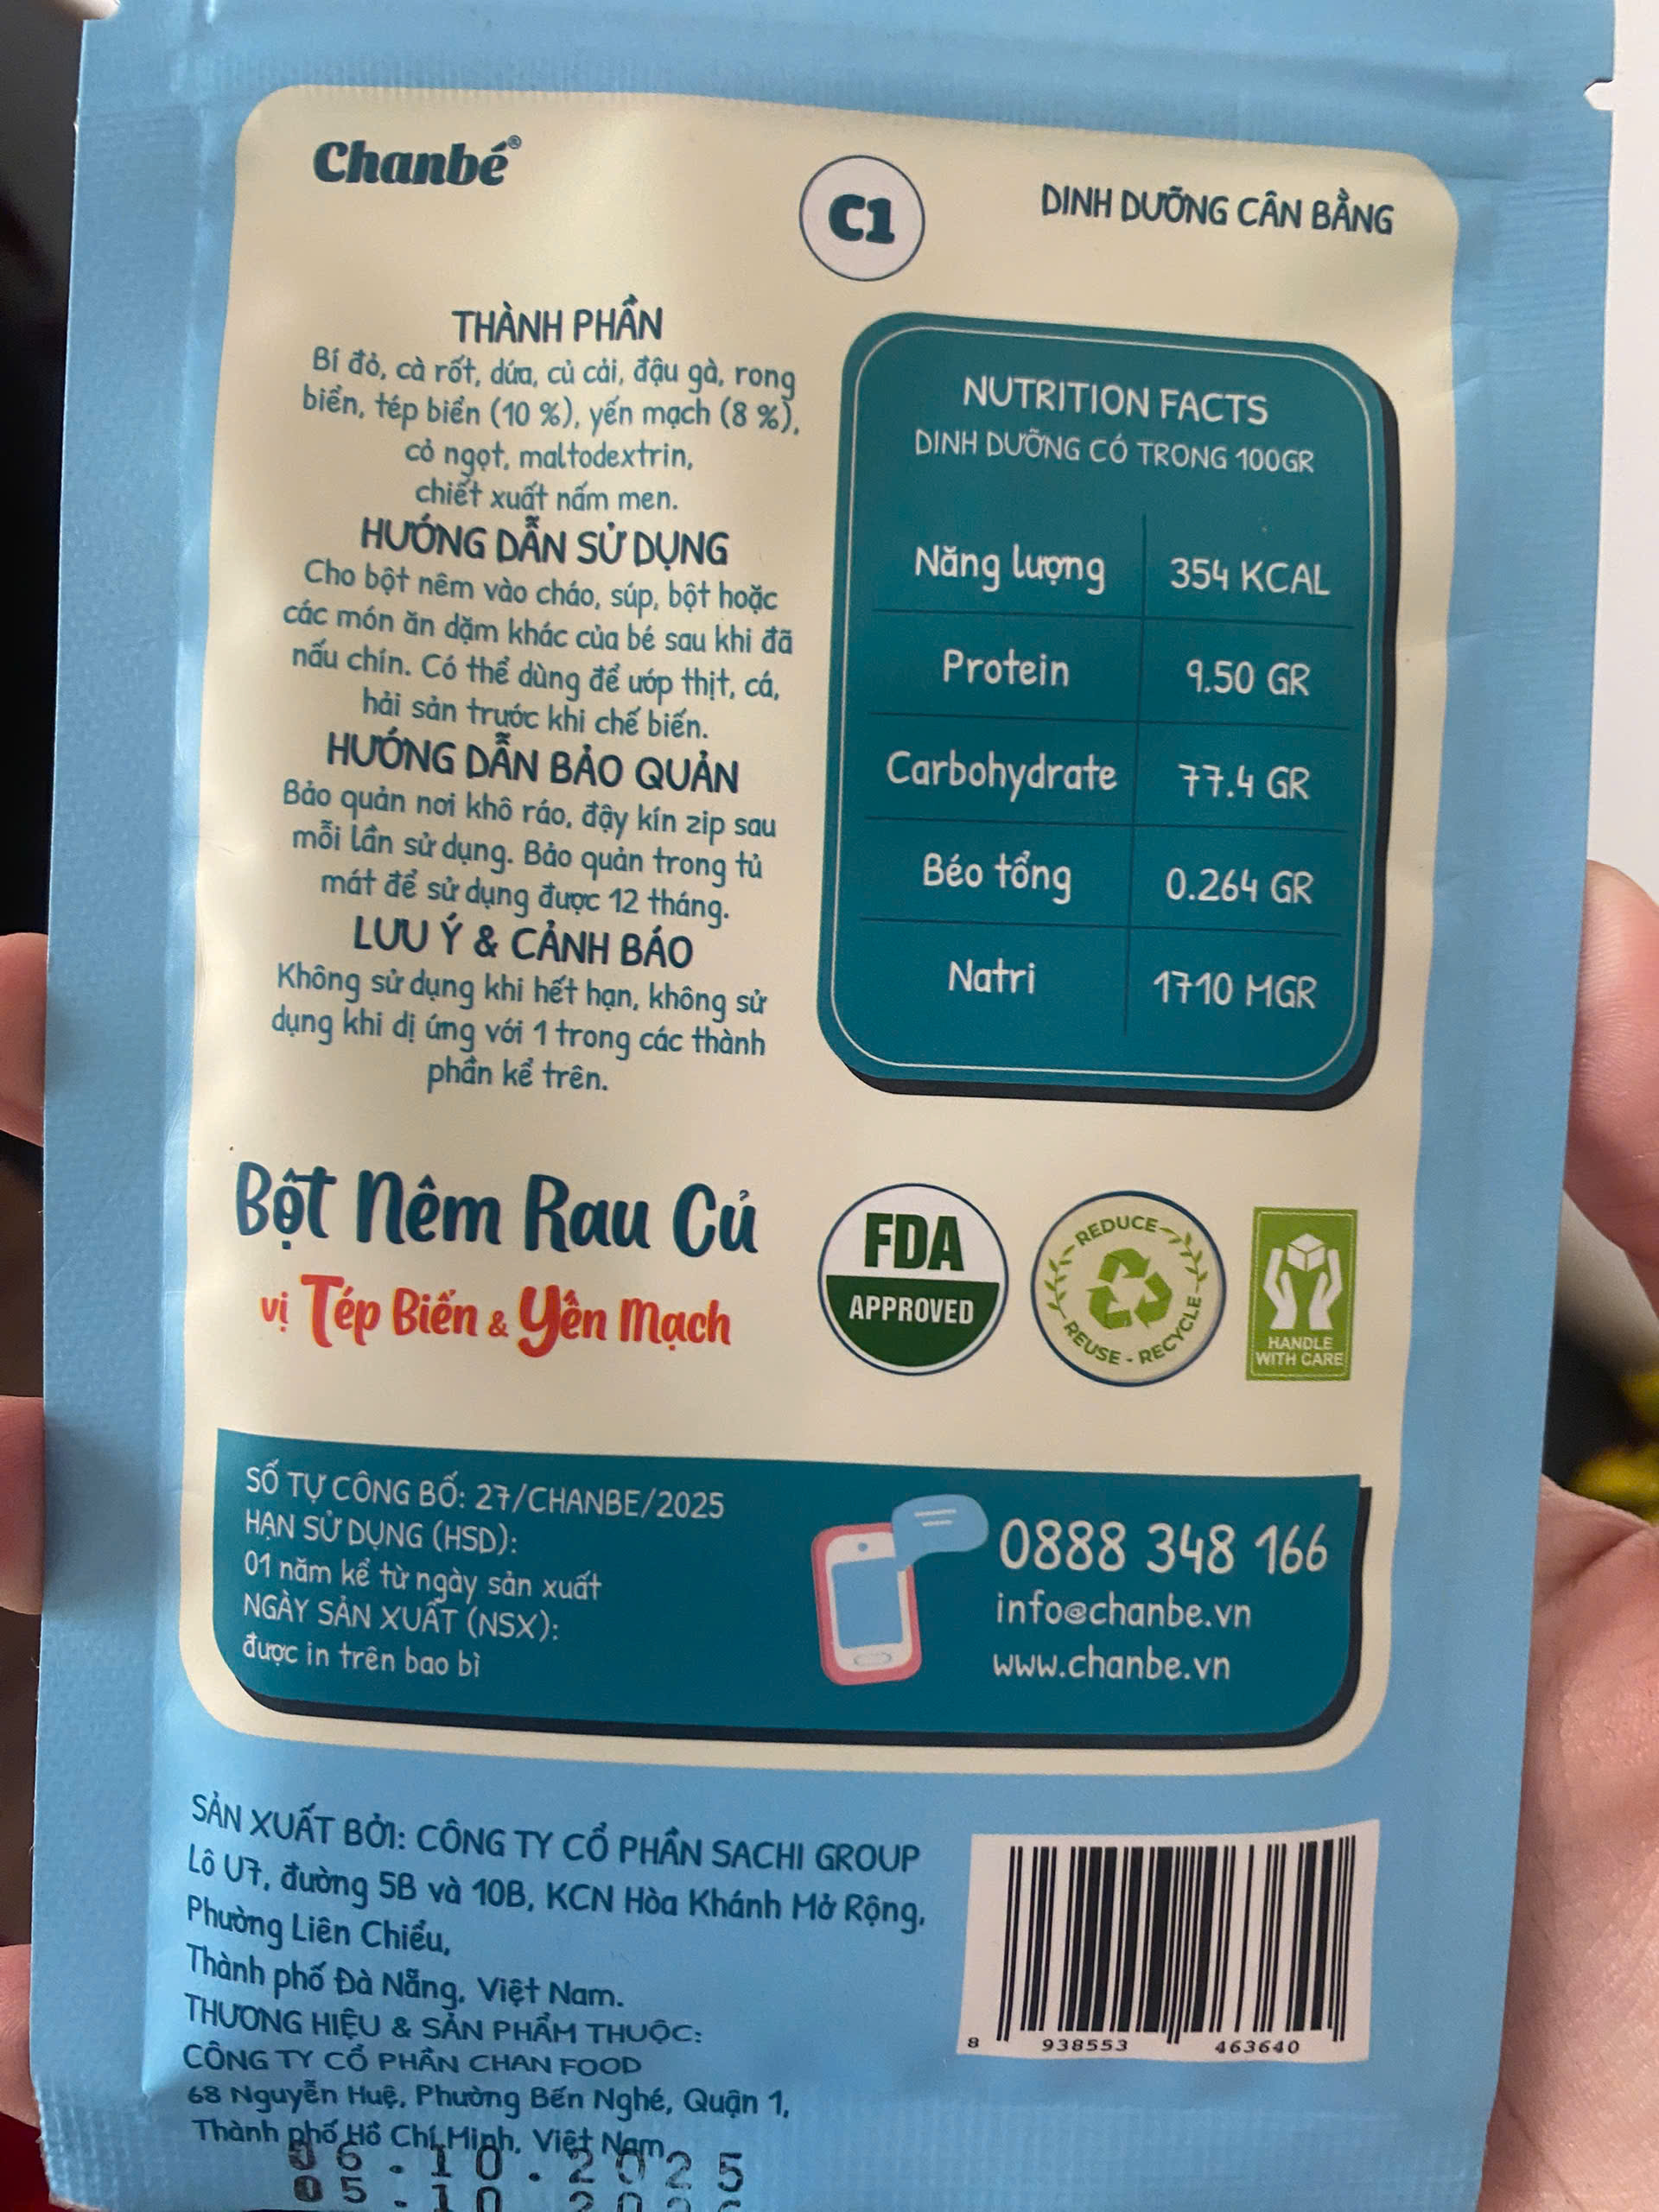 Chanbé®
C1
DINH DƯỠNG CÂN BẰNG
THÀNH PHẦN
Bí đỏ, cà rốt, dứa, củ cải, đậu gà, rong
biển, tép biển (10 %), yến mạch (8 %),
cỏ ngọt, maltodextrin,
chiết xuất nấm men.
HƯỚNG DẪN SỬ DỤNG
Cho bột nêm vào cháo, súp, bột hoặc
các món ăn dặm khác của bé sau khi đã
nấu chín. Có thể dùng để ướp thịt, cá,
hải sản trước khi chế biến.
HƯỚNG DẪN BẢO QUẢN
Bảo quản nơi khô ráo, đậy kín zip sau
mỗi lần sử dụng. Bảo quản trong tủ
mát để sử dụng được 12 tháng.
LƯU Ý & CẢNH BÁO
Không sử dụng khi hết hạn, không sử
dụng khi dị ứng với 1 trong các thành
phần kể trên.
NUTRITION FACTS
DINH DƯỠNG CÓ TRONG 100GR
Năng lượng 354 KCAL
Protein 9.50 GR
Carbohydrate 77.4 GR
Béo tổng 0.264 GR
Natri 1710 MGR
Bột Nêm Rau Củ
vị Tép Biển & Yến Mạch
FDA
APPROVED
REDUCE - REUSE - RECYCLE
HANDLE
WITH CARE
SỐ TỰ CÔNG BỐ: 27/CHANBE/2025
HẠN SỬ DỤNG (HSD):
01 năm kể từ ngày sản xuất
NGÀY SẢN XUẤT (NSX):
được in trên bao bì
0888 348 166
info@chanbe.vn
www.chanbe.vn
SẢN XUẤT BỞI: CÔNG TY CỔ PHẦN SACHI GROUP
Lô U7, đường 5B và 10B, KCN Hòa Khánh Mở Rộng,
Phường Liên Chiểu,
Thành phố Đà Nẵng, Việt Nam.
THƯƠNG HIỆU & SẢN PHẨM THUỘC:
CÔNG TY CỔ PHẦN CHAN FOOD
68 Nguyễn Huệ, Phường Bến Nghé, Quận 1,
Thành phố Hồ Chí Minh, Việt Nam
8 938553 463640
06.10.2025